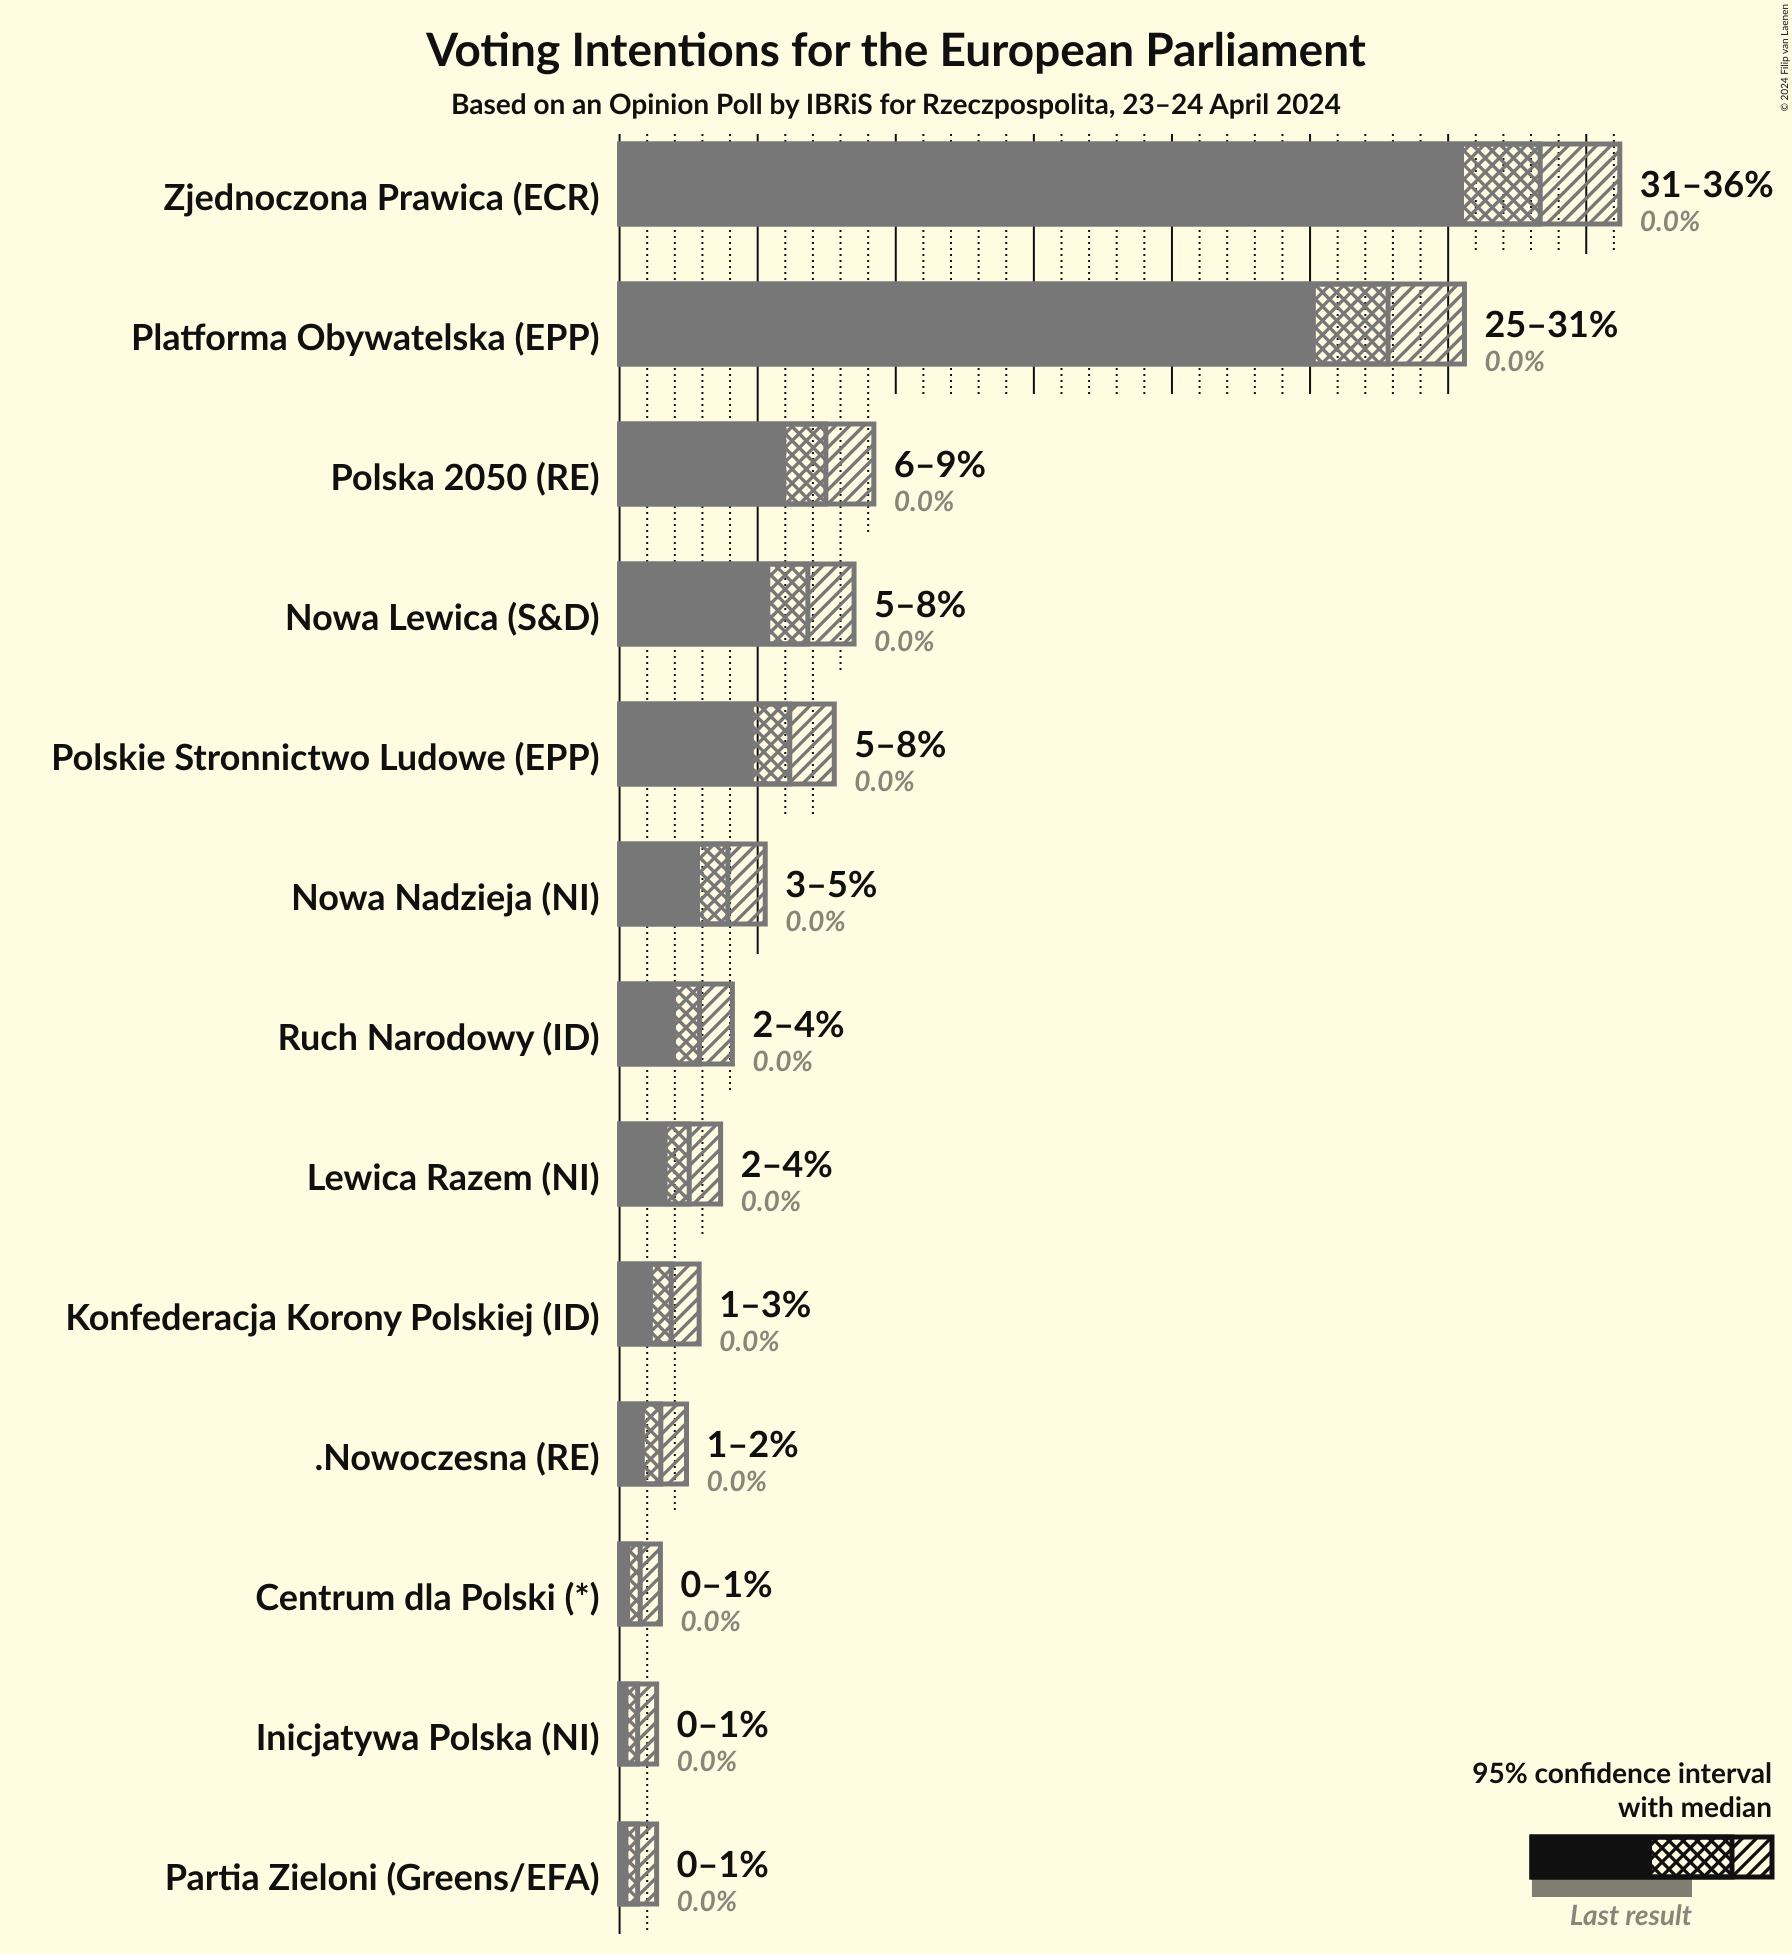 Voting Intentions for the European Parliament
Based on an Opinion Poll by IBRiS for Rzeczpospolita, 23–24 April 2024
© 2024 Filip van Laenen
Zjednoczona Prawica (ECR)
31–36%
0.0%
Platforma Obywatelska (EPP)
25–31%
0.0%
Polska 2050 (RE)
6–9%
0.0%
Nowa Lewica (S&D)
5–8%
0.0%
Polskie Stronnictwo Ludowe (EPP)
5–8%
0.0%
Nowa Nadzieja (NI)
3–5%
0.0%
Ruch Narodowy (ID)
2–4%
0.0%
Lewica Razem (NI)
2–4%
0.0%
Konfederacja Korony Polskiej (ID)
1–3%
0.0%
.Nowoczesna (RE)
1–2%
0.0%
Centrum dla Polski (*)
0–1%
0.0%
Inicjatywa Polska (NI)
0–1%
0.0%
Partia Zieloni (Greens/EFA)
0–1%
0.0%
95% confidence interval
with median
Last result